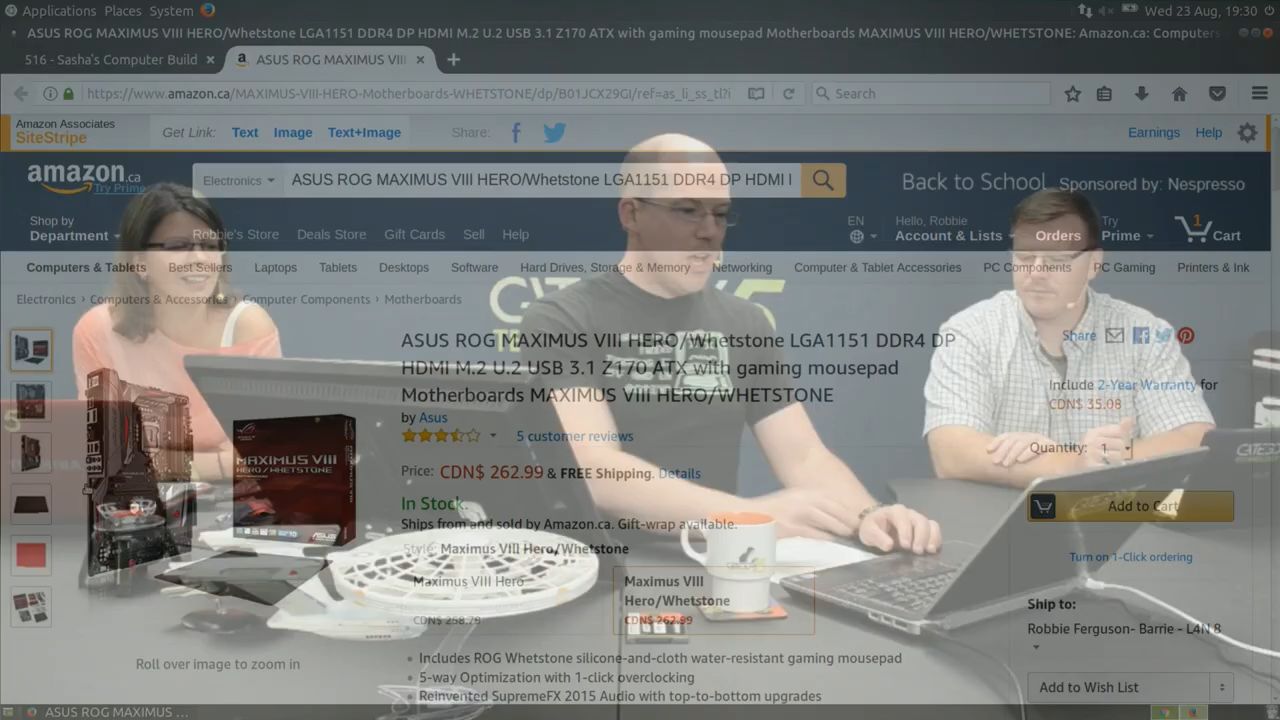 Applications Places System
Wed 23 Aug, 19:30
ASUS ROG MAXIMUS VIII HERO/Whetstone LGA1151 DDR4 DP HDMI M.2 U.2 USB 3.1 Z170 ATX with gaming mousepad Motherboards MAXIMUS VIII HERO/WHETSTONE: Amazon.ca: Computers
516 - Sasha's Computer Build
ASUS ROG MAXIMUS VIII
https://www.amazon.ca/MAXIMUS-VIII-HERO-Motherboards-WHETSTONE/dp/B01JCX29GI/ref=as_li_ss_tl?i
Search
Amazon Associates
SiteStripe
Get Link: Text Image Text+Image
Share:
Earnings Help
amazon.ca
Try Prime
Electronics
ASUS ROG MAXIMUS VIII HERO/Whetstone LGA1151 DDR4 DP HDMI
Back to School Sponsored by: Nespresso
Shop by
Department
Robbie's Store Deals Store Gift Cards Sell Help
EN
Hello, Robbie
Account & Lists
Orders
Try
Prime
1
Cart
Computers & Tablets Best Sellers Laptops Tablets Desktops Software Hard Drives, Storage & Memory Networking Computer & Tablet Accessories PC Components PC Gaming Printers & Ink
Electronics › Computers & Accessories › Computer Components › Motherboards
ASUS ROG MAXIMUS VIII HERO/Whetstone LGA1151 DDR4 DP
HDMI M.2 U.2 USB 3.1 Z170 ATX with gaming mousepad
Motherboards MAXIMUS VIII HERO/WHETSTONE
by Asus
5 customer reviews
Price: CDN$ 262.99 & FREE Shipping. Details
In Stock.
Ships from and sold by Amazon.ca. Gift-wrap available.
Style: Maximus VIII Hero/Whetstone
Maximus VIII Hero
CDN$ 258.79
Maximus VIII
Hero/Whetstone
CDN$ 262.99
Includes ROG Whetstone silicone-and-cloth water-resistant gaming mousepad
5-way Optimization with 1-click overclocking
Reinvented SupremeFX 2015 Audio with top-to-bottom upgrades
MAXIMUS VIII
HERO/WHETSTONE
Roll over image to zoom in
Share
Include 2-Year Warranty for
CDN$ 35.08
Quantity: 1
Add to Cart
Turn on 1-Click ordering
Ship to:
Robbie Ferguson- Barrie - L4N 8
Add to Wish List
ASUS ROG MAXIMUS ...